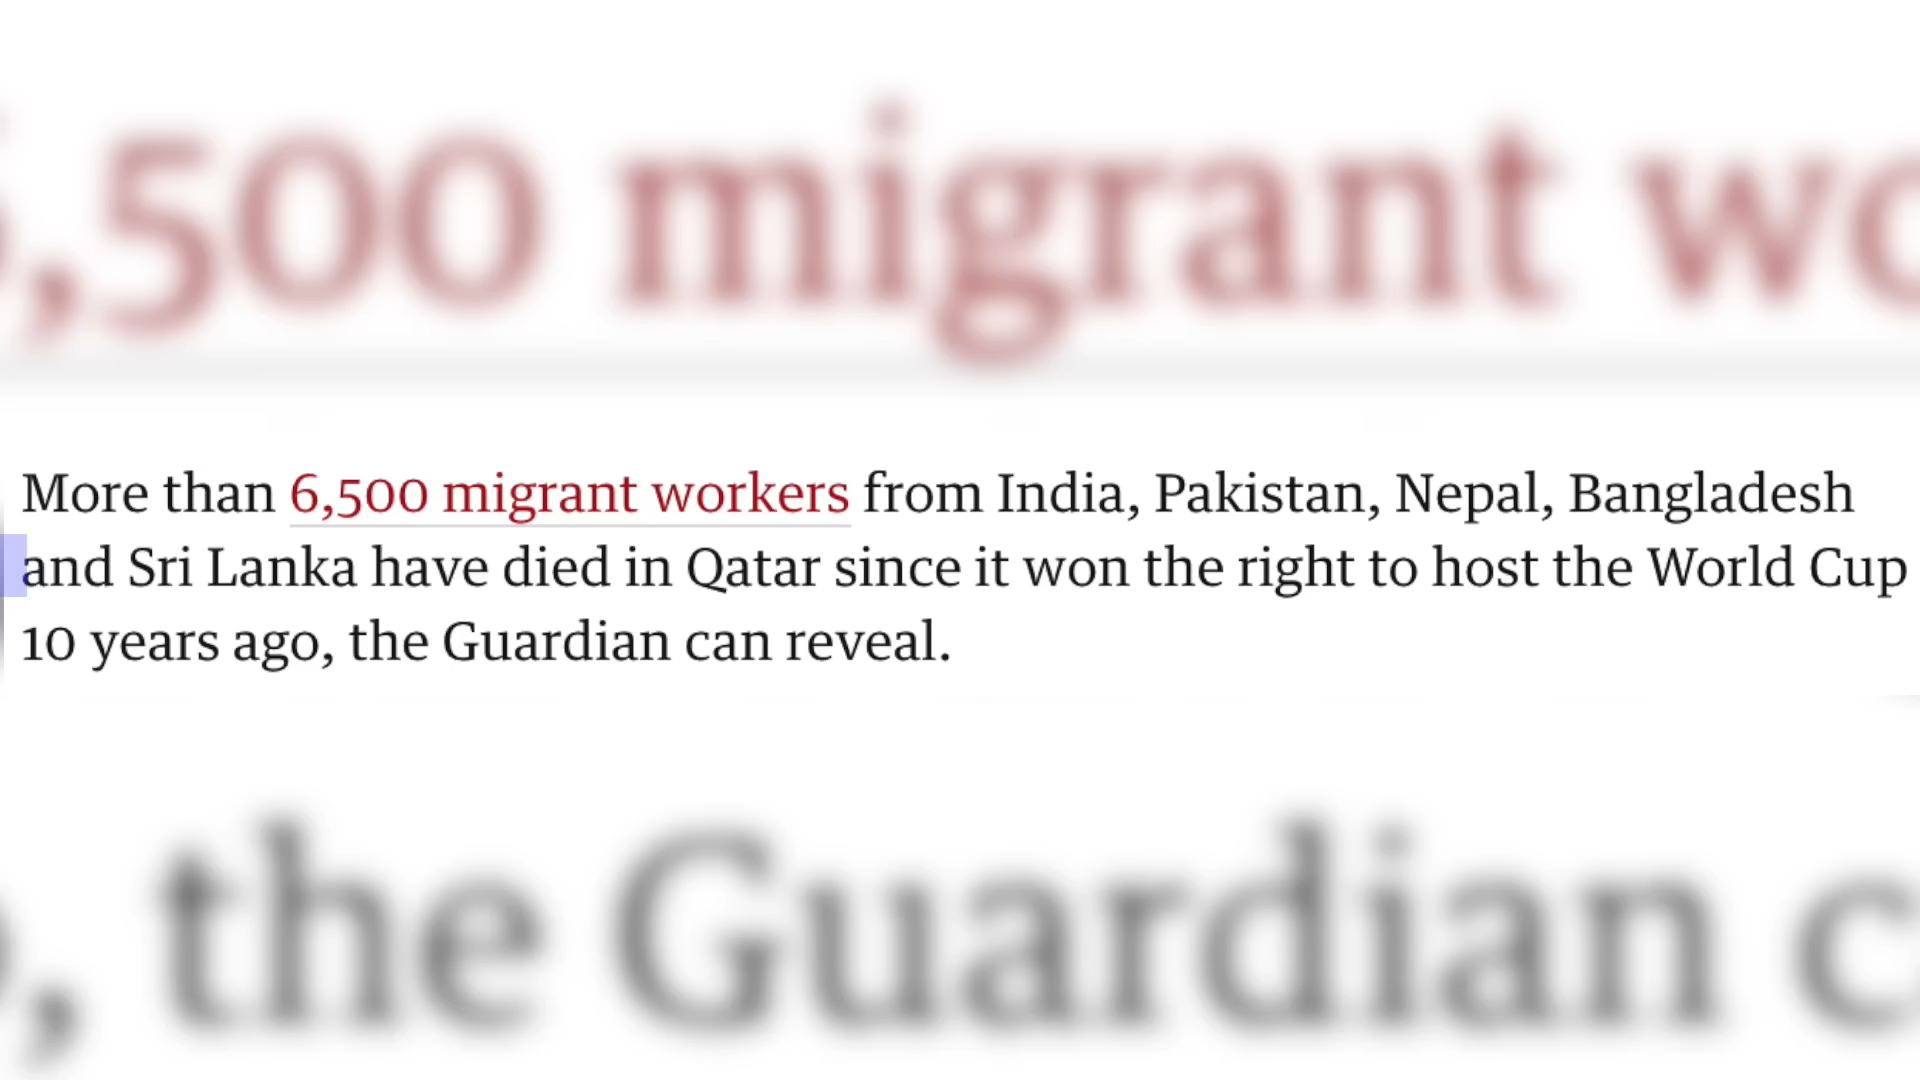 ,500 migrant wo
More than 6,500 migrant workers from India, Pakistan, Nepal, Bangladesh
and Sri Lanka have died in Qatar since it won the right to host the World Cup
10 years ago, the Guardian can reveal.
, the Guardian c